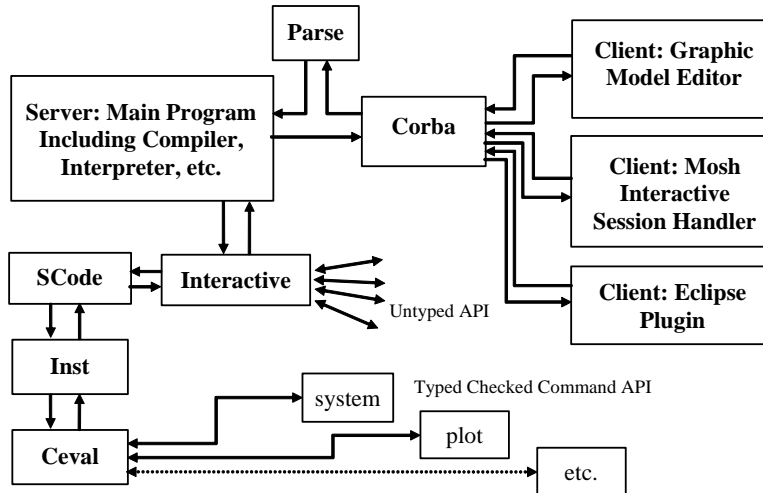 Parse
Client: Graphic
Model Editor
Server: Main Program
Including Compiler,
Interpreter, etc.
Corba
Client: Mosh
Interactive
Session Handler
SCode
Interactive
Untyped API
Client: Eclipse
Plugin
Inst
system
Typed Checked Command API
plot
Ceval
etc.